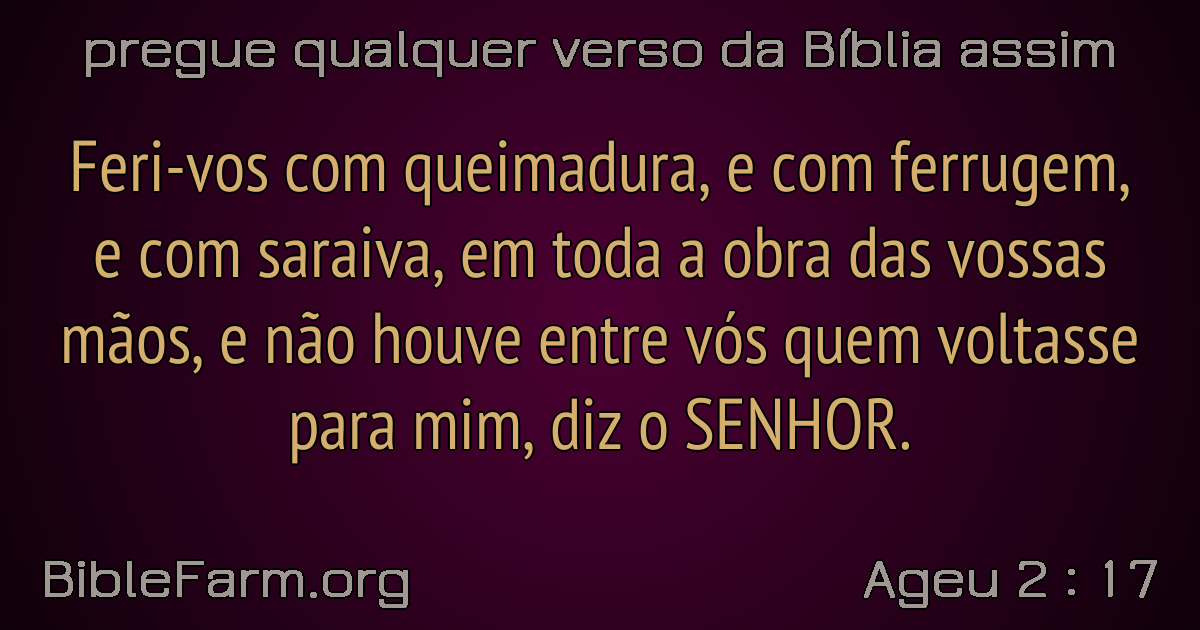 pregue qualquer verso da Bíblia assim
Feri-vos com queimadura, e com ferrugem,
e com saraiva, em toda a obra das vossas
mãos, e não houve entre vós quem voltasse
para mim, diz o SENHOR.
BibleFarm.org
Ageu 2 : 17